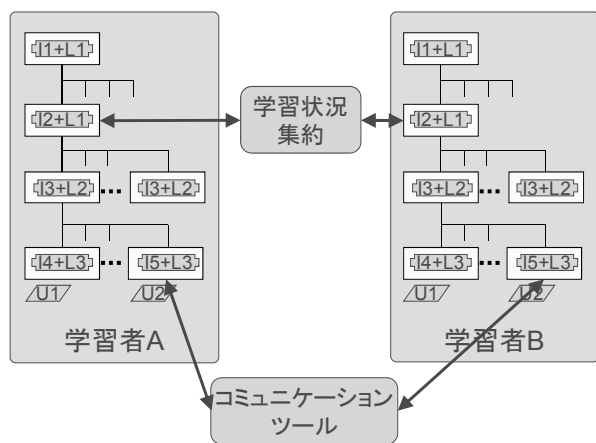 I1+L1
I2+L1
I3+L2 ••• I3+L2
I4+L3 ••• I5+L3
U1 U2
学習者A
学習状況
集約
I1+L1
I2+L1
I3+L2 ••• I3+L2
I4+L3 ••• I5+L3
U1 U2
学習者B
コミュニケーション
ツール